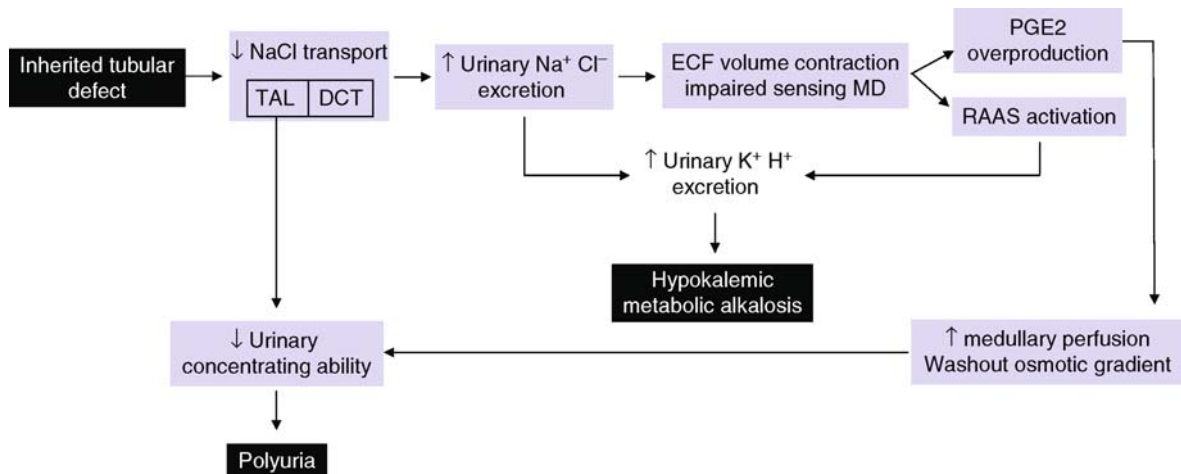 Inherited tubular
defect
↓ NaCl transport
TAL DCT
↑ Urinary Na⁺ Cl⁻
excretion
ECF volume contraction
impaired sensing MD
PGE2
overproduction
RAAS activation
↑ Urinary K⁺ H⁺
excretion
Hypokalemic
metabolic alkalosis
↓ Urinary
concentrating ability
↑ medullary perfusion
Washout osmotic gradient
Polyuria